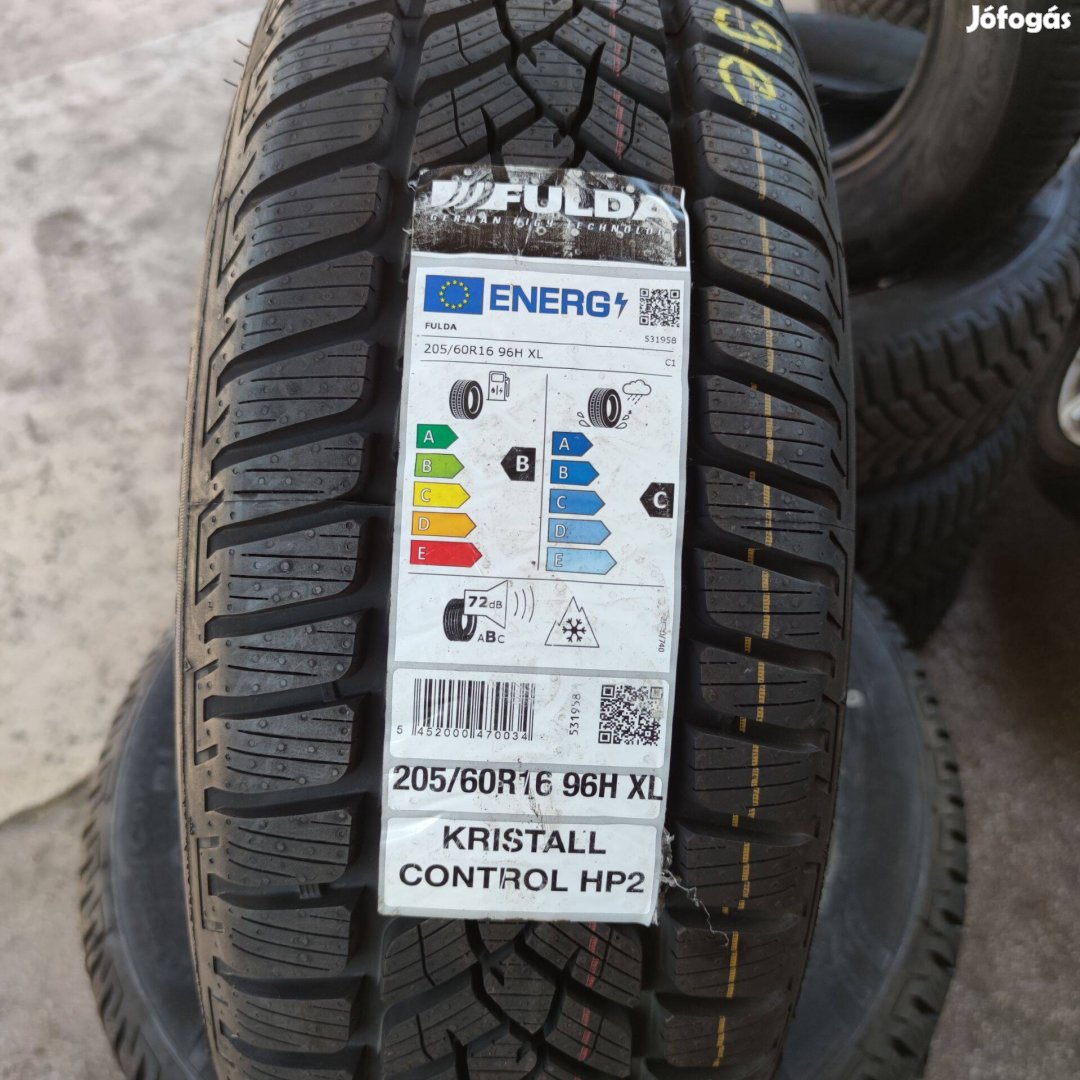 Jófogás
FULDA
GERMAN HIGH TECHNOLOGY
ENERG
FULDA
531958
205/60R16 96H XL
C1
A
B
C
D
E
B
A
B
C
D
E
C
72dB
ABC
5 452000 470034
531958
205/60R16 96H XL
KRISTALL
CONTROL HP2